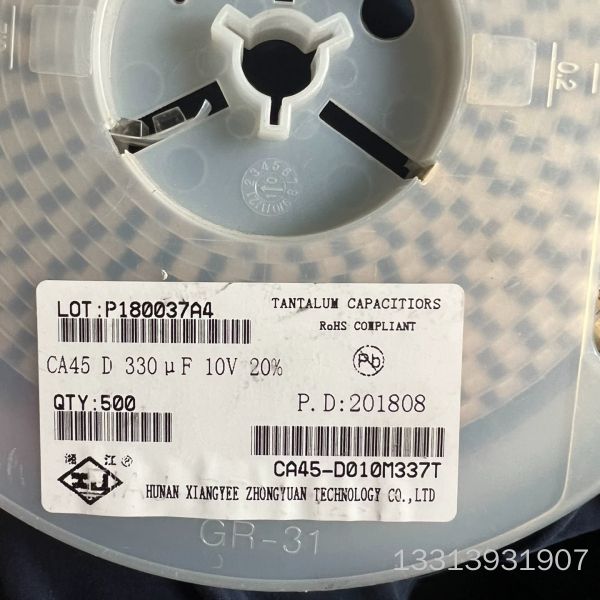 0.2
LOT:P180037A4
TANTALUM CAPACITIORS
RoHS COMPLIANT
Pb
CA45 D 330μF 10V 20%
QTY:500
P.D:201808
CA45-D010M337T
湘江
XJ
HUNAN XIANGYEE ZHONGYUAN TECHNOLOGY CO.,LTD
GR-31
13313931907